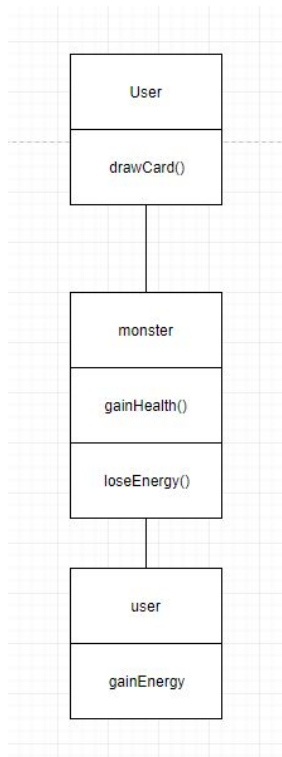 User
drawCard()
monster
gainHealth()
loseEnergy()
user
gainEnergy